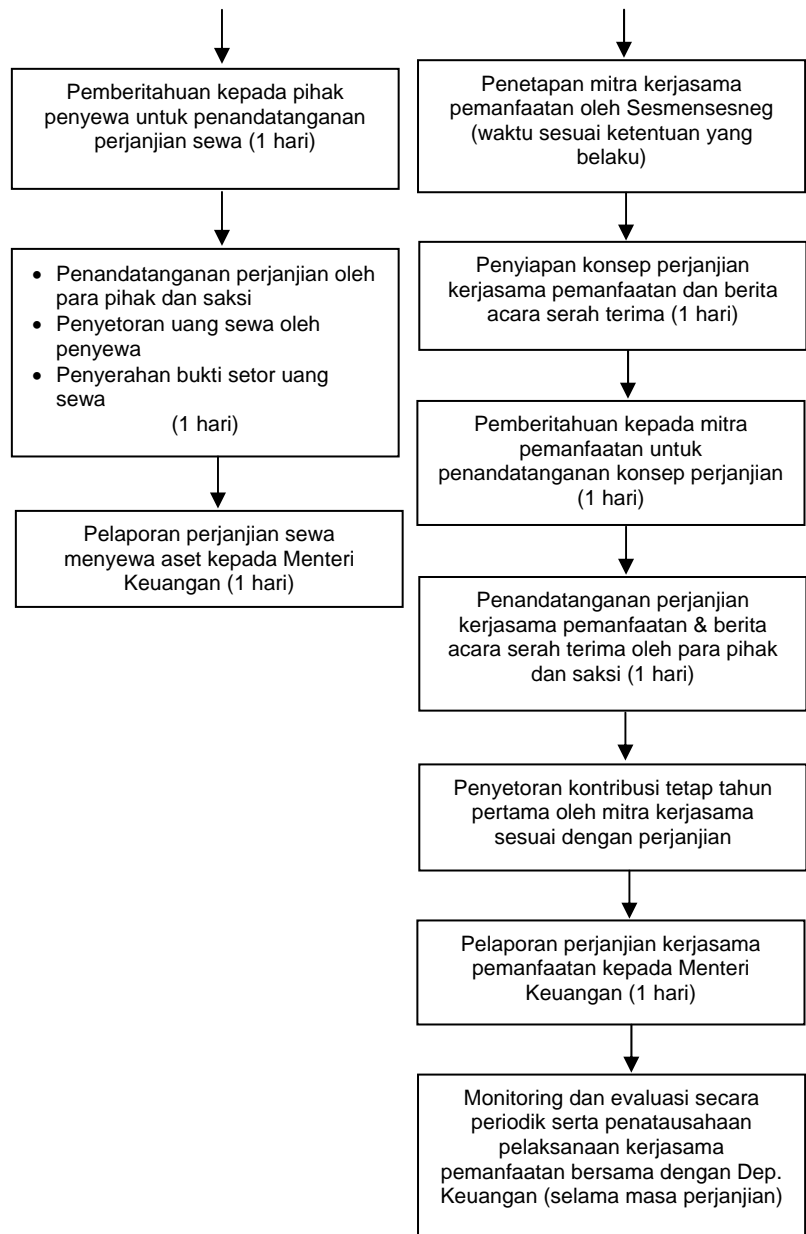 Pemberitahuan kepada pihak
penyewa untuk penandatanganan
perjanjian sewa (1 hari)
• Penandatanganan perjanjian oleh
para pihak dan saksi
• Penyetoran uang sewa oleh
penyewa
• Penyerahan bukti setor uang
sewa
(1 hari)
Pelaporan perjanjian sewa
menyewa aset kepada Menteri
Keuangan (1 hari)
Penetapan mitra kerjasama
pemanfaatan oleh Sesmensesneg
(waktu sesuai ketentuan yang
belaku)
Penyiapan konsep perjanjian
kerjasama pemanfaatan dan berita
acara serah terima (1 hari)
Pemberitahuan kepada mitra
pemanfaatan untuk
penandatanganan konsep perjanjian
(1 hari)
Penandatanganan perjanjian
kerjasama pemanfaatan & berita
acara serah terima oleh para pihak
dan saksi (1 hari)
Penyetoran kontribusi tetap tahun
pertama oleh mitra kerjasama
sesuai dengan perjanjian
Pelaporan perjanjian kerjasama
pemanfaatan kepada Menteri
Keuangan (1 hari)
Monitoring dan evaluasi secara
periodik serta penatausahaan
pelaksanaan kerjasama
pemanfaatan bersama dengan Dep.
Keuangan (selama masa perjanjian)